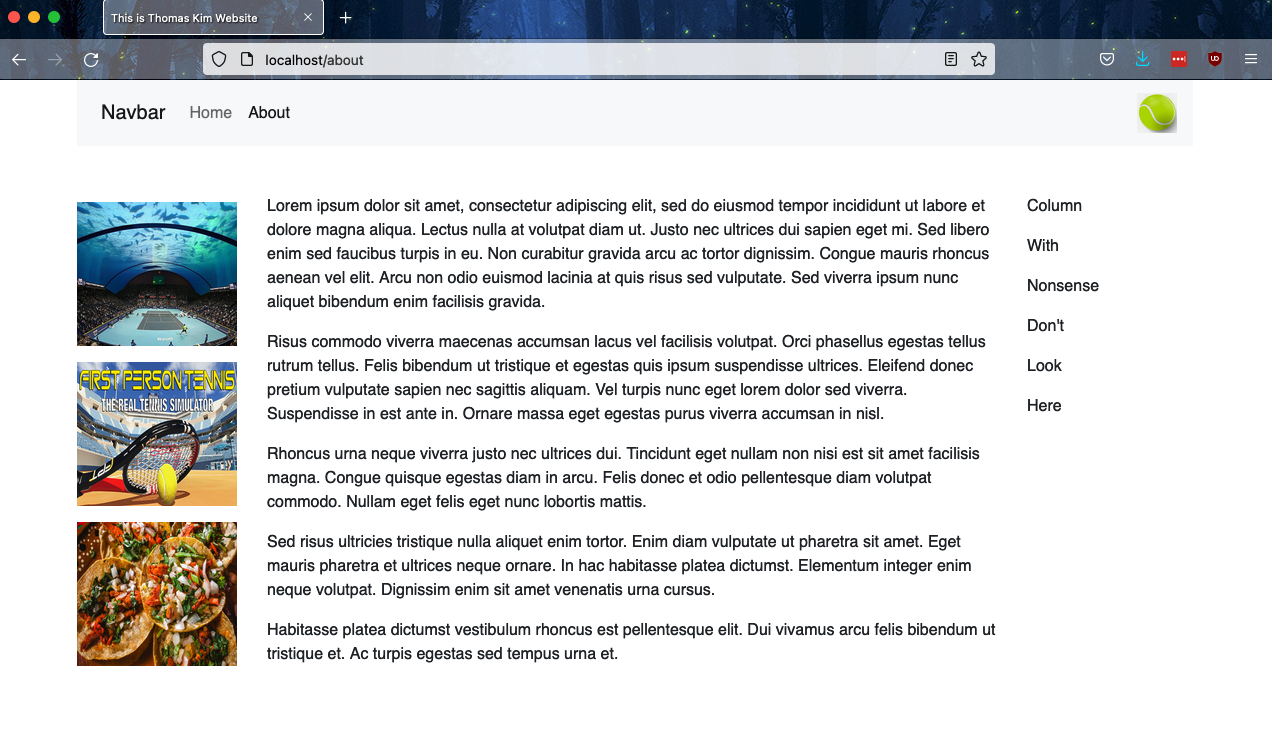 This is Thomas Kim Website
localhost/about
Navbar Home About
Lorem ipsum dolor sit amet, consectetur adipiscing elit, sed do eiusmod tempor incididunt ut labore et
dolore magna aliqua. Lectus nulla at volutpat diam ut. Justo nec ultrices dui sapien eget mi. Sed libero
enim sed faucibus turpis in eu. Non curabitur gravida arcu ac tortor dignissim. Congue mauris rhoncus
aenean vel elit. Arcu non odio euismod lacinia at quis risus sed vulputate. Sed viverra ipsum nunc
aliquet bibendum enim facilisis gravida.
Risus commodo viverra maecenas accumsan lacus vel facilisis volutpat. Orci phasellus egestas tellus
rutrum tellus. Felis bibendum ut tristique et egestas quis ipsum suspendisse ultrices. Eleifend donec
pretium vulputate sapien nec sagittis aliquam. Vel turpis nunc eget lorem dolor sed viverra.
Suspendisse in est ante in. Ornare massa eget egestas purus viverra accumsan in nisl.
Rhoncus urna neque viverra justo nec ultrices dui. Tincidunt eget nullam non nisi est sit amet facilisis
magna. Congue quisque egestas diam in arcu. Felis donec et odio pellentesque diam volutpat
commodo. Nullam eget felis eget nunc lobortis mattis.
Sed risus ultricies tristique nulla aliquet enim tortor. Enim diam vulputate ut pharetra sit amet. Eget
mauris pharetra et ultrices neque ornare. In hac habitasse platea dictumst. Elementum integer enim
neque volutpat. Dignissim enim sit amet venenatis urna cursus.
Habitasse platea dictumst vestibulum rhoncus est pellentesque elit. Dui vivamus arcu felis bibendum ut
tristique et. Ac turpis egestas sed tempus urna et.
FIRST PERSON TENNIS
THE REAL TENNIS SIMULATOR
Column
With
Nonsense
Don't
Look
Here